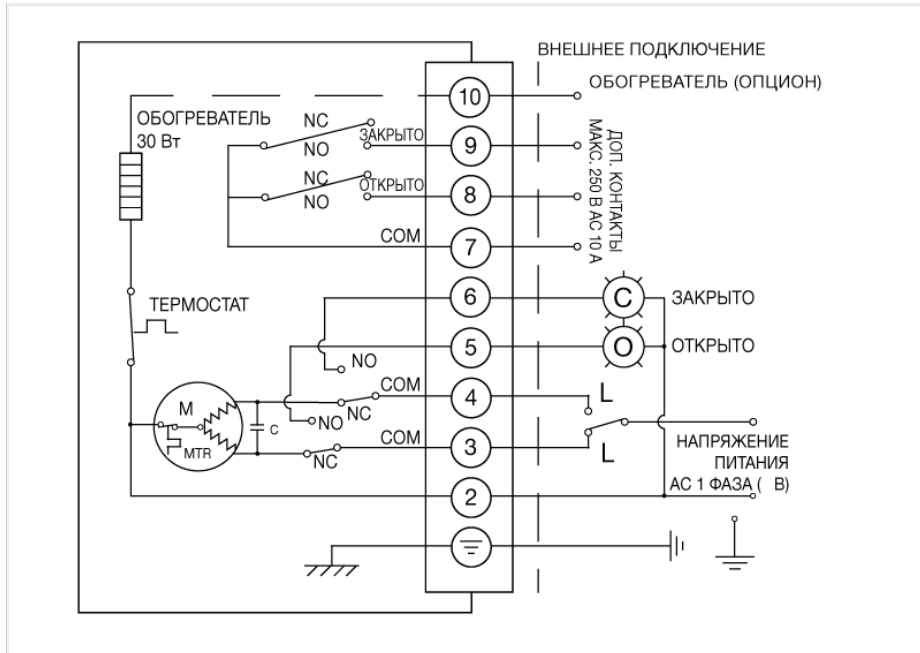 ВНЕШНЕЕ ПОДКЛЮЧЕНИЕ
10
ОБОГРЕВАТЕЛЬ (ОПЦИОН)
ОБОГРЕВАТЕЛЬ
30 Вт
NC
ЗАКРЫТО
NO
9
NC
ОТКРЫТО
NO
8
ДОП. КОНТАКТЫ
МАКС. 250 В AC 10 А
COM
7
6
C
ЗАКРЫТО
ТЕРМОСТАТ
5
O
ОТКРЫТО
NO
COM
4
L
M
NC
C
NO
MTR
COM
3
L
NC
НАПРЯЖЕНИЕ
ПИТАНИЯ
AC 1 ФАЗА ( В)
2